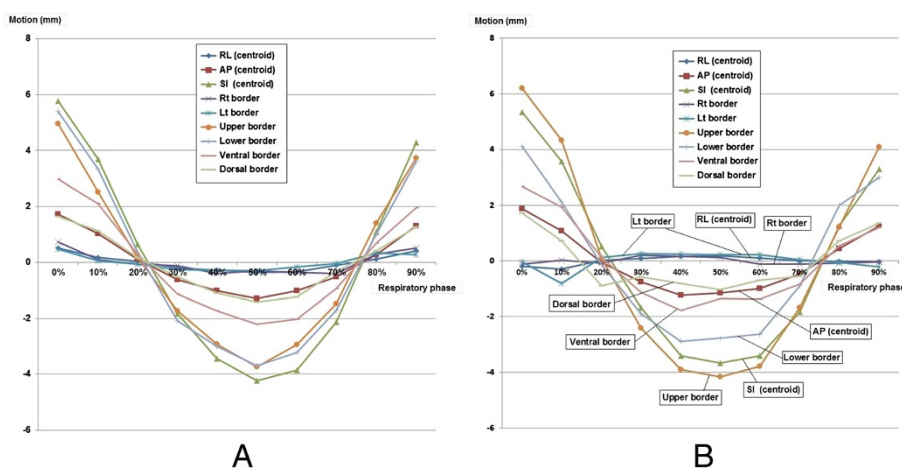 Motion (mm)
8
6
4
2
0
-2
-4
-6
RL (centroid)
AP (centroid)
SI (centroid)
Rt border
Lt border
Upper border
Lower border
Ventral border
Dorsal border
0%
10%
20%
30%
40%
50%
60%
70%
80%
90%
Respiratory phase
A
Motion (mm)
8
6
4
2
0
-2
-4
-6
RL (centroid)
AP (centroid)
SI (centroid)
Rt border
Lt border
Upper border
Lower border
Ventral border
Dorsal border
Lt border
RL (centroid)
Rt border
0%
10%
20%
30%
40%
50%
60%
70%
80%
90%
Respiratory phase
Dorsal border
Ventral border
AP (centroid)
Lower border
SI (centroid)
Upper border
B